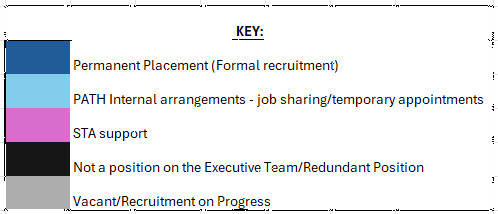 KEY:
Permanent Placement (Formal recruitment)
PATH Internal arrangements - job sharing/temporary appointments
STA support
Not a position on the Executive Team/Redundant Position
Vacant/Recruitment on Progress